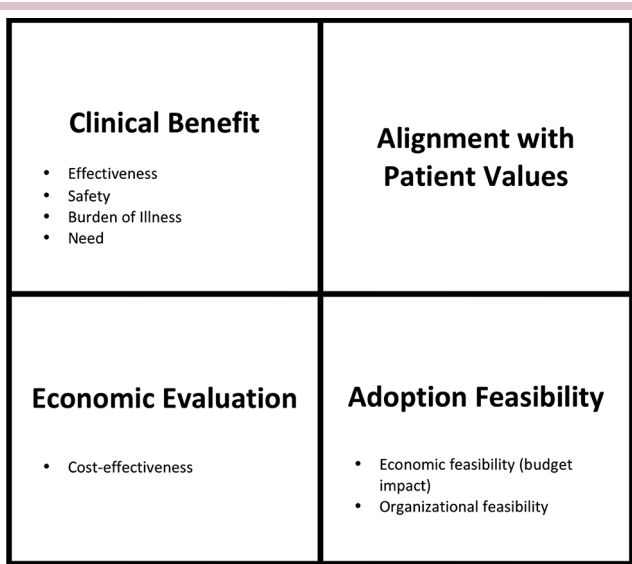 Clinical Benefit
• Effectiveness
• Safety
• Burden of Illness
• Need
Alignment with
Patient Values
Economic Evaluation
• Cost-effectiveness
Adoption Feasibility
• Economic feasibility (budget
impact)
• Organizational feasibility